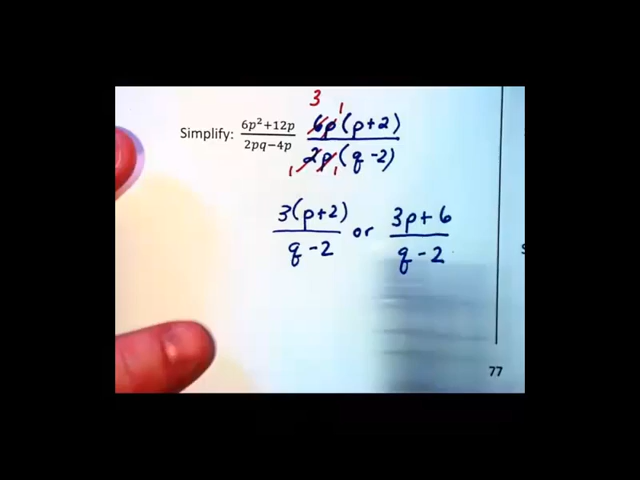 3 1
Simplify: 6p²+12p / 2pq−4p 6p(p+2) / 2p(q-2)
1 1
3(p+2) / q-2 or 3p+6 / q-2
77